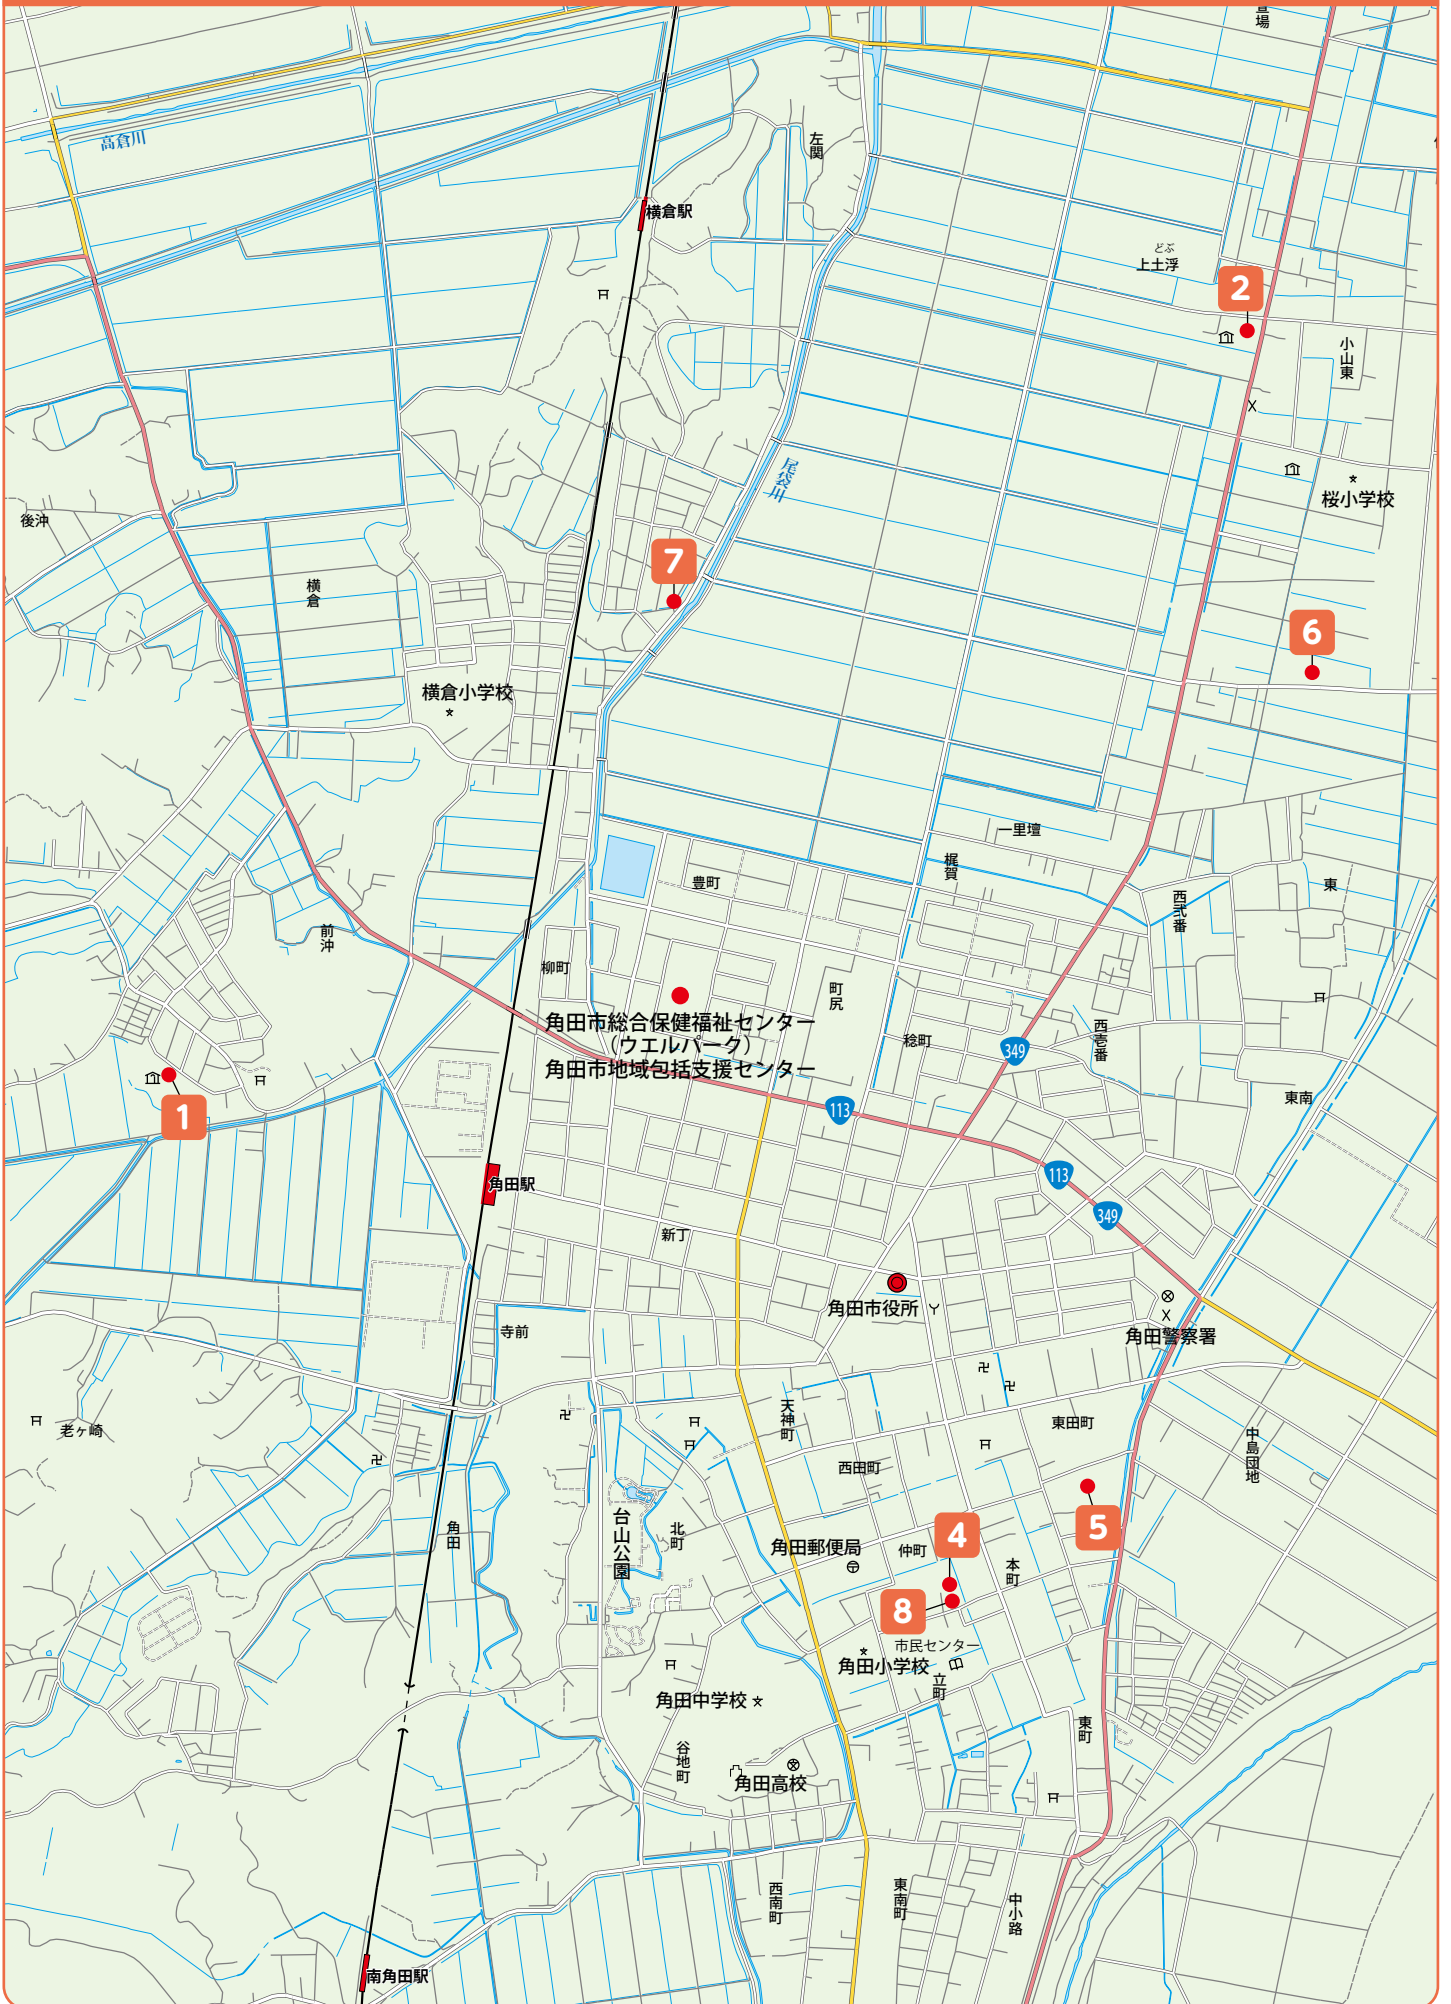 高倉川
左関
横倉駅
どぶ
上土浮
2
小山東
尾袋川
桜小学校
後沖
横倉
7
6
横倉小学校
一里壇
梶賀
豊町
西弐番
東
前沖
柳町
町尻
角田市総合保健福祉センター
（ウエルパーク）
角田市地域包括支援センター
稔町
349
西壱番
東南
1
113
113
349
角田駅
新丁
角田市役所
角田警察署
寺前
老ヶ崎
天神町
東田町
中島団地
西田町
角田
台山公園
北町
角田郵便局
仲町
4
5
本町
8
市民センター
角田小学校
立町
角田中学校
東町
谷地町
角田高校
西南町
東南町
中小路
南角田駅